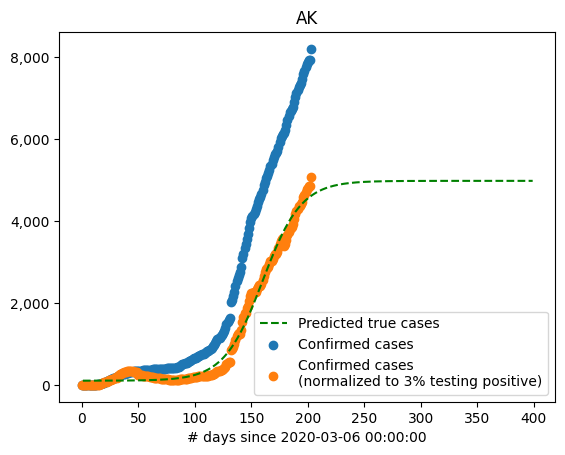 AK
8,000
6,000
4,000
2,000
0
Predicted true cases
Confirmed cases
Confirmed cases
(normalized to 3% testing positive)
0 50 100 150 200 250 300 350 400
# days since 2020-03-06 00:00:00